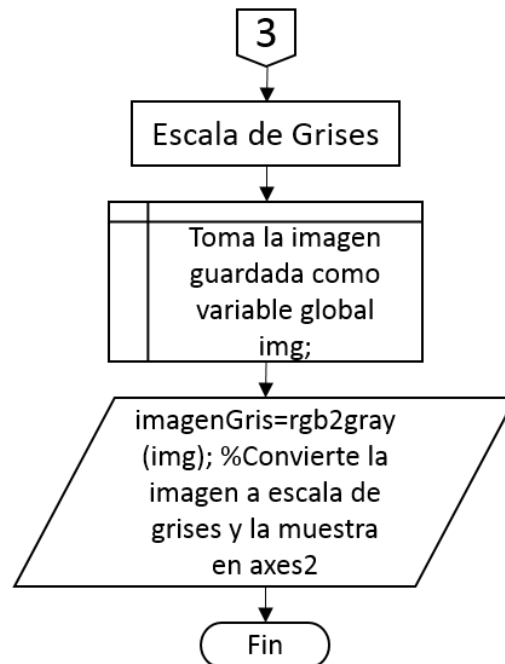 3
Escala de Grises
Toma la imagen
guardada como
variable global
img;
imagenGris=rgb2gray
(img); %Convierte la
imagen a escala de
grises y la muestra
en axes2
Fin